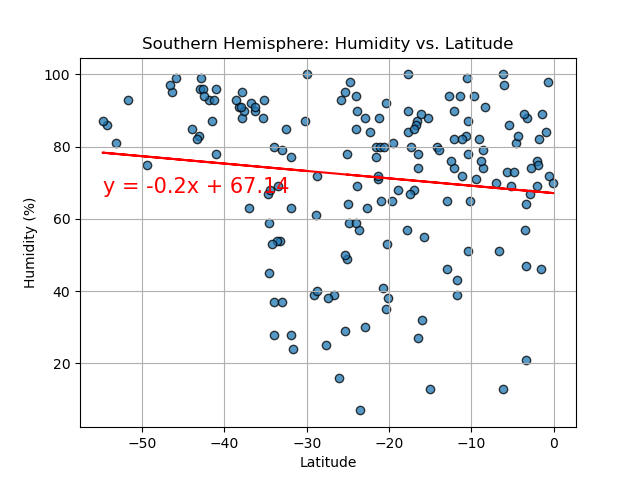 Southern Hemisphere: Humidity vs. Latitude
100
80
60
40
20
Humidity (%)
y = -0.2x + 67.14
−50
−40
−30
−20
−10
0
Latitude